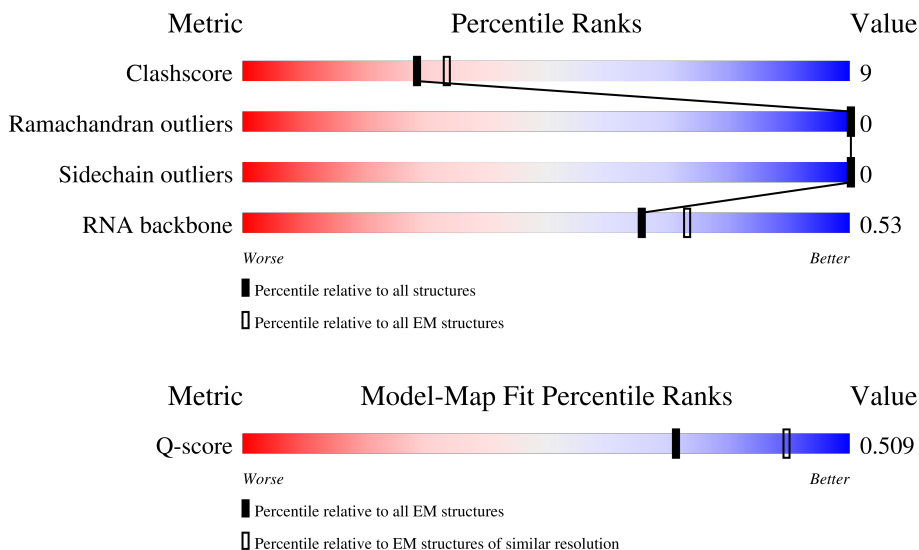 Metric Percentile Ranks Value
Clashscore 9
Ramachandran outliers 0
Sidechain outliers 0
RNA backbone 0.53
Worse Better
Percentile relative to all structures
Percentile relative to all EM structures
Metric Model-Map Fit Percentile Ranks Value
Q-score 0.509
Worse Better
Percentile relative to all EM structures
Percentile relative to EM structures of similar resolution